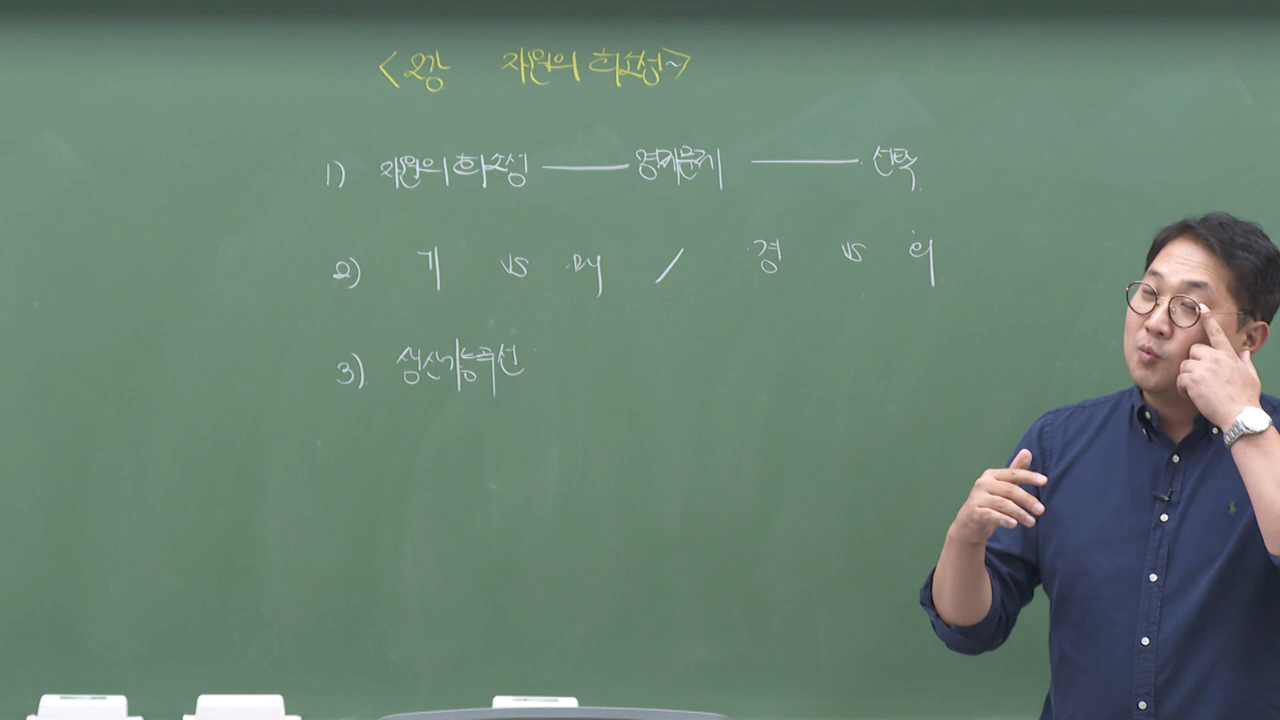 <2강 자원의 희소성~>
1) 자원의 희소성 — 경제문제 — 선택
2) 기 vs 매 / 경 vs 회
3) 생산가능곡선